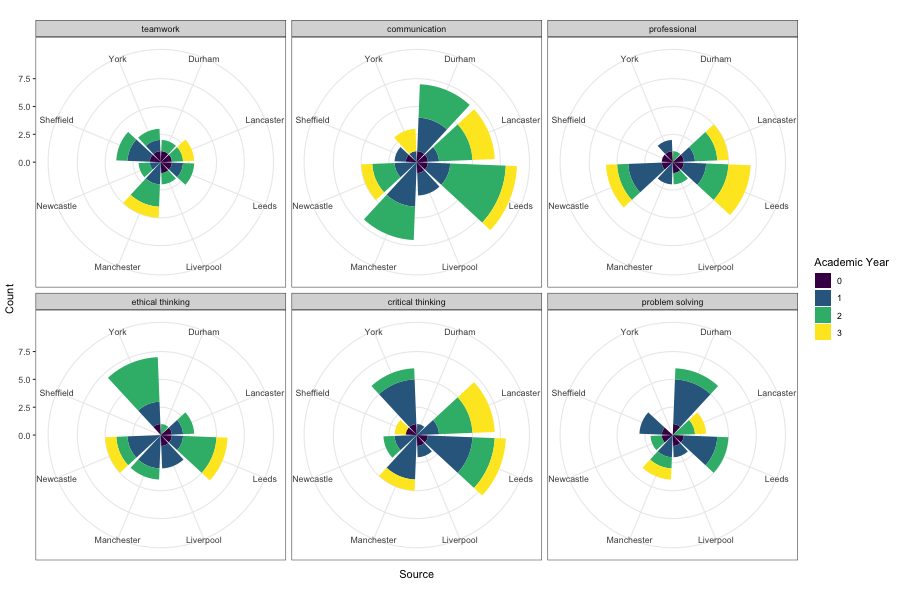 teamwork
communication
professional
York
Durham
Sheffield
Lancaster
Newcastle
Leeds
Manchester
Liverpool
York
Durham
Sheffield
Lancaster
Newcastle
Leeds
Manchester
Liverpool
York
Durham
Sheffield
Lancaster
Newcastle
Leeds
Manchester
Liverpool
7.5
5.0
2.5
0.0
Count
Academic Year
0
1
2
3
ethical thinking
critical thinking
problem solving
York
Durham
Sheffield
Lancaster
Newcastle
Leeds
Manchester
Liverpool
York
Durham
Sheffield
Lancaster
Newcastle
Leeds
Manchester
Liverpool
York
Durham
Sheffield
Lancaster
Newcastle
Leeds
Manchester
Liverpool
7.5
5.0
2.5
0.0
Source